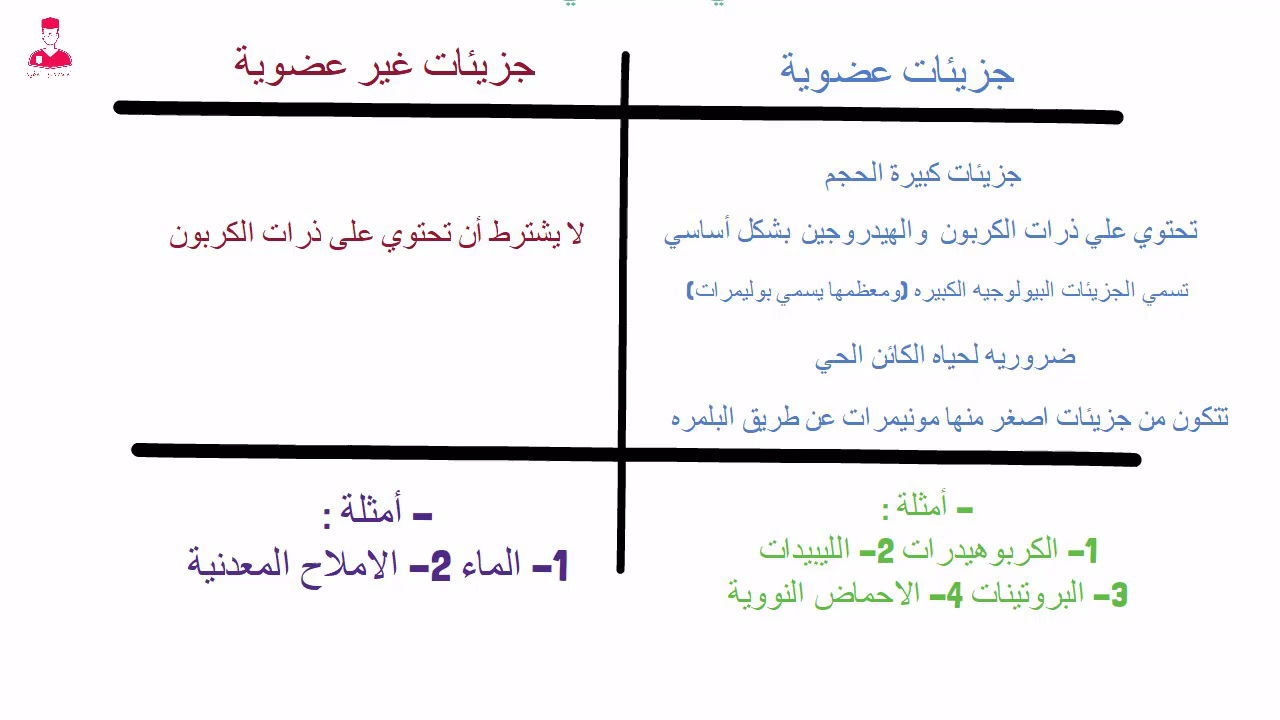 جزيئات عضوية
جزيئات غير عضوية
جزيئات كبيرة الحجم
تحتوي علي ذرات الكربون والهيدروجين بشكل أساسي
تسمي الجزيئات البيولوجيه الكبيره (ومعظمها يسمي بوليمرات)
ضروريه لحياه الكائن الحي
تتكون من جزيئات اصغر منها مونيمرات عن طريق البلمره
لا يشترط أن تحتوي على ذرات الكربون
- أمثلة :
1- الكربوهيدرات 2- الليبيدات
3- البروتينات 4- الاحماض النووية
- أمثلة :
1- الماء 2- الاملاح المعدنية